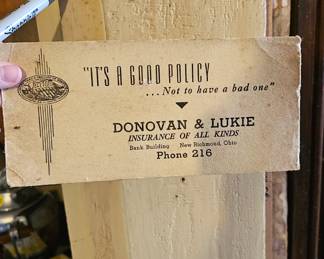 "IT'S A GOOD POLICY
...Not to have a bad one"
DONOVAN & LUKIE
INSURANCE OF ALL KINDS
Bank Building New Richmond, Ohio
Phone 216